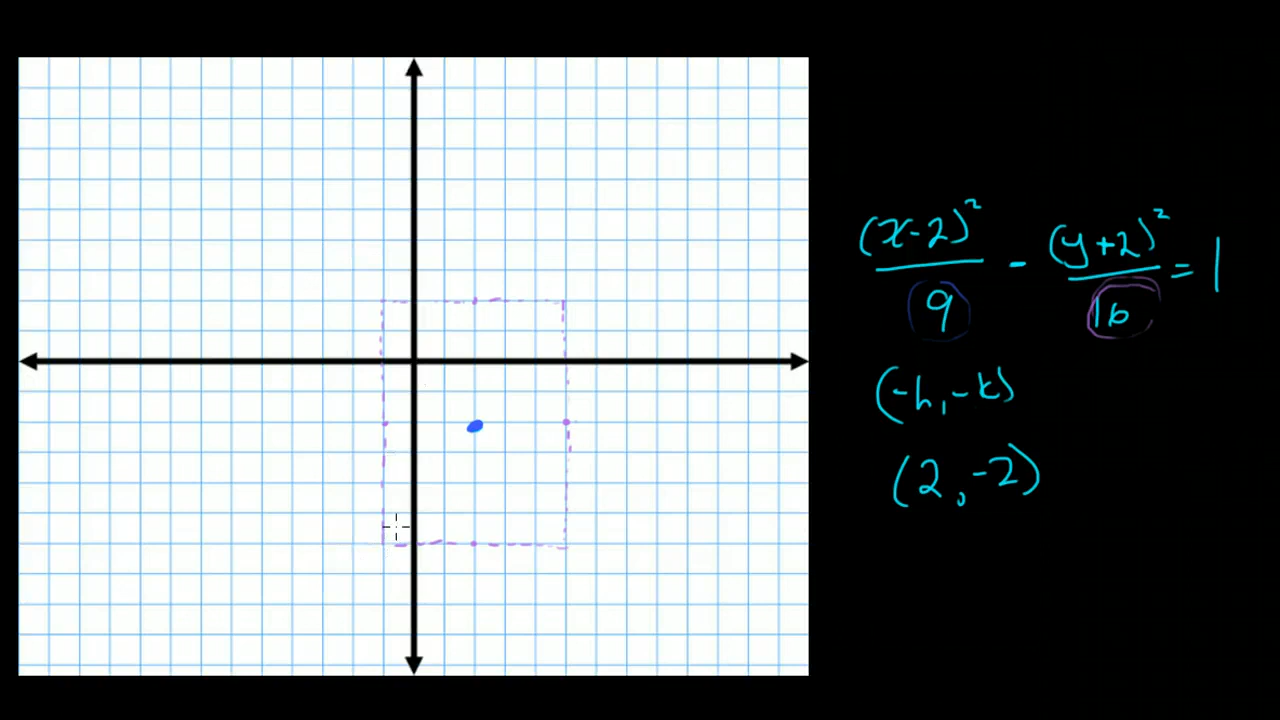 (x-2)² / 9 - (y+2)² / 16 = 1
(-h, -k)
(2, -2)